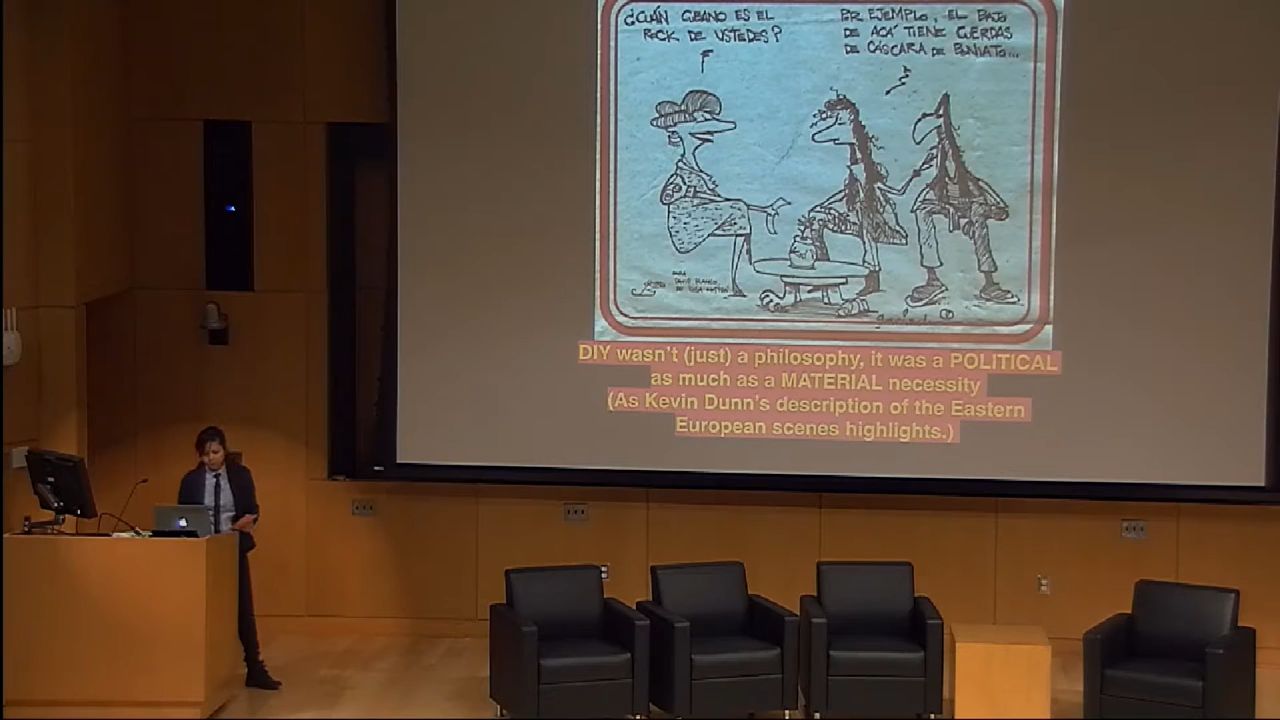 ¿CUÁN CUBANO ES EL
ROCK DE USTEDES?
POR EJEMPLO, EL BAJO
DE ACÁ TIENE CUERDAS
DE CÁSCARA DE BONIATO...
PARA
DIY wasn't (just) a philosophy, it was a POLITICAL
as much as a MATERIAL necessity
(As Kevin Dunn's description of the Eastern
European scenes highlights.)